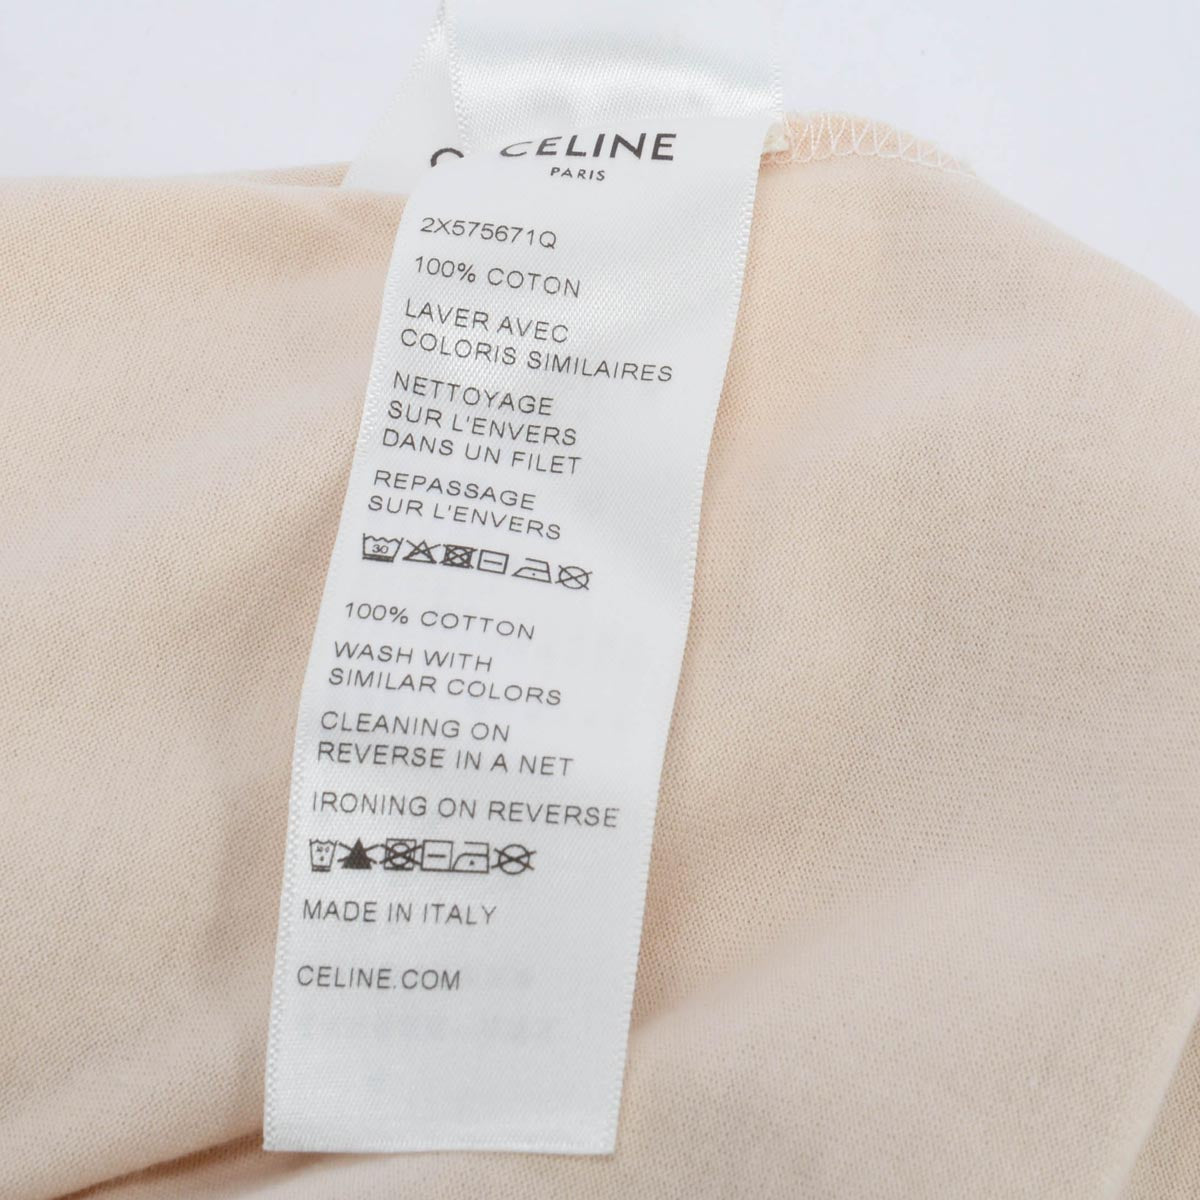 CELINE
PARIS
2X575671Q
100% COTON
LAVER AVEC
COLORIS SIMILAIRES
NETTOYAGE
SUR L'ENVERS
DANS UN FILET
REPASSAGE
SUR L'ENVERS
30
100% COTTON
WASH WITH
SIMILAR COLORS
CLEANING ON
REVERSE IN A NET
IRONING ON REVERSE
MADE IN ITALY
CELINE.COM